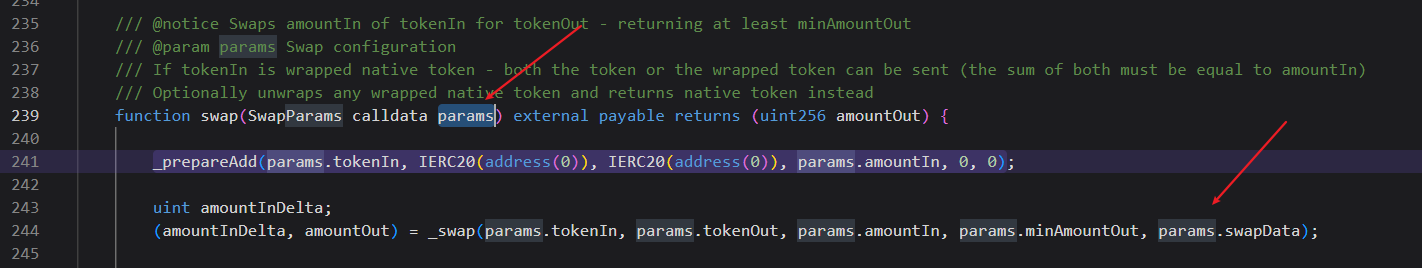 234
235 /// @notice Swaps amountIn of tokenIn for tokenOut - returning at least minAmountOut
236 /// @param params Swap configuration
237 /// If tokenIn is wrapped native token - both the token or the wrapped token can be sent (the sum of both must be equal to amountIn)
238 /// Optionally unwraps any wrapped native token and returns native token instead
239 function swap(SwapParams calldata params) external payable returns (uint256 amountOut) {
240
241 _prepareAdd(params.tokenIn, IERC20(address(0)), IERC20(address(0)), params.amountIn, 0, 0);
242
243 uint amountInDelta;
244 (amountInDelta, amountOut) = _swap(params.tokenIn, params.tokenOut, params.amountIn, params.minAmountOut, params.swapData);
245